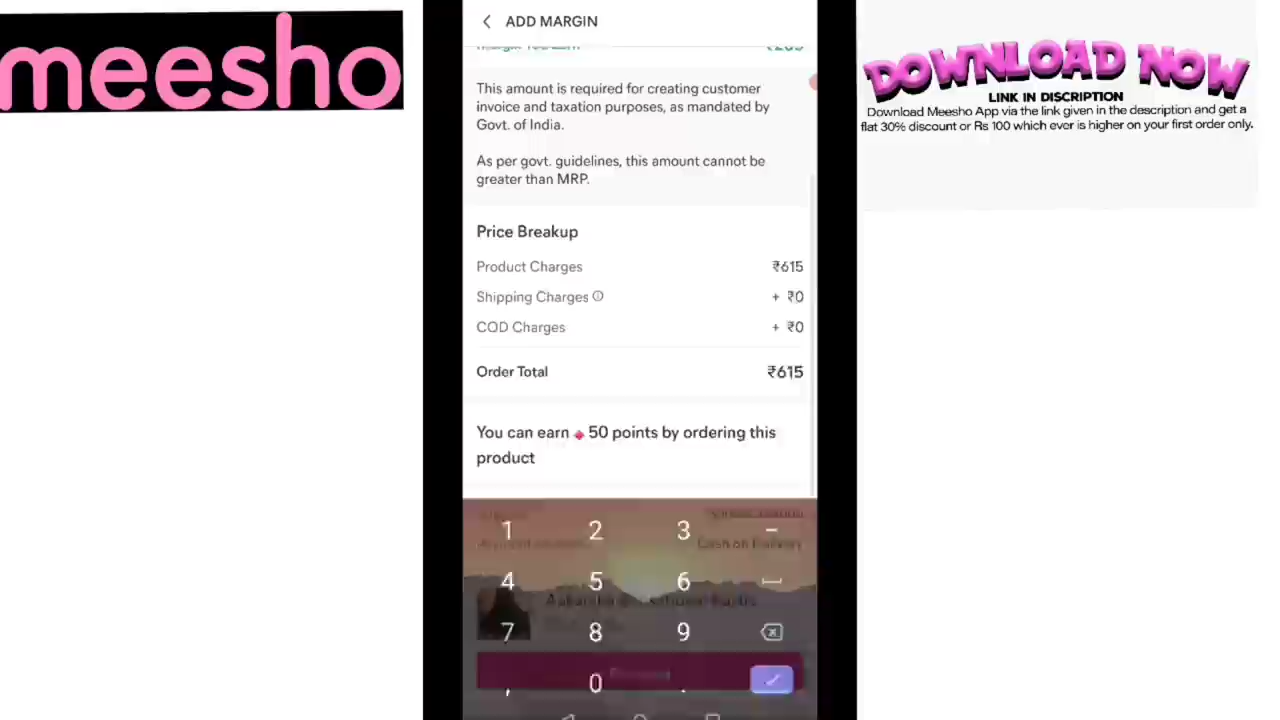 meesho
DOWNLOAD NOW
LINK IN DISCRIPTION
Download Meesho App via the link given in the description and get a
flat 30% discount or Rs 100 which ever is higher on your first order only.
ADD MARGIN
This amount is required for creating customer
invoice and taxation purposes, as mandated by
Govt. of India.
As per govt. guidelines, this amount cannot be
greater than MRP.
Price Breakup
Product Charges ₹615
Shipping Charges + ₹0
COD Charges + ₹0
Order Total ₹615
You can earn 50 points by ordering this
product
1 2 3 -
Cash on Delivery
4 5 6
7 8 9
, 0 .